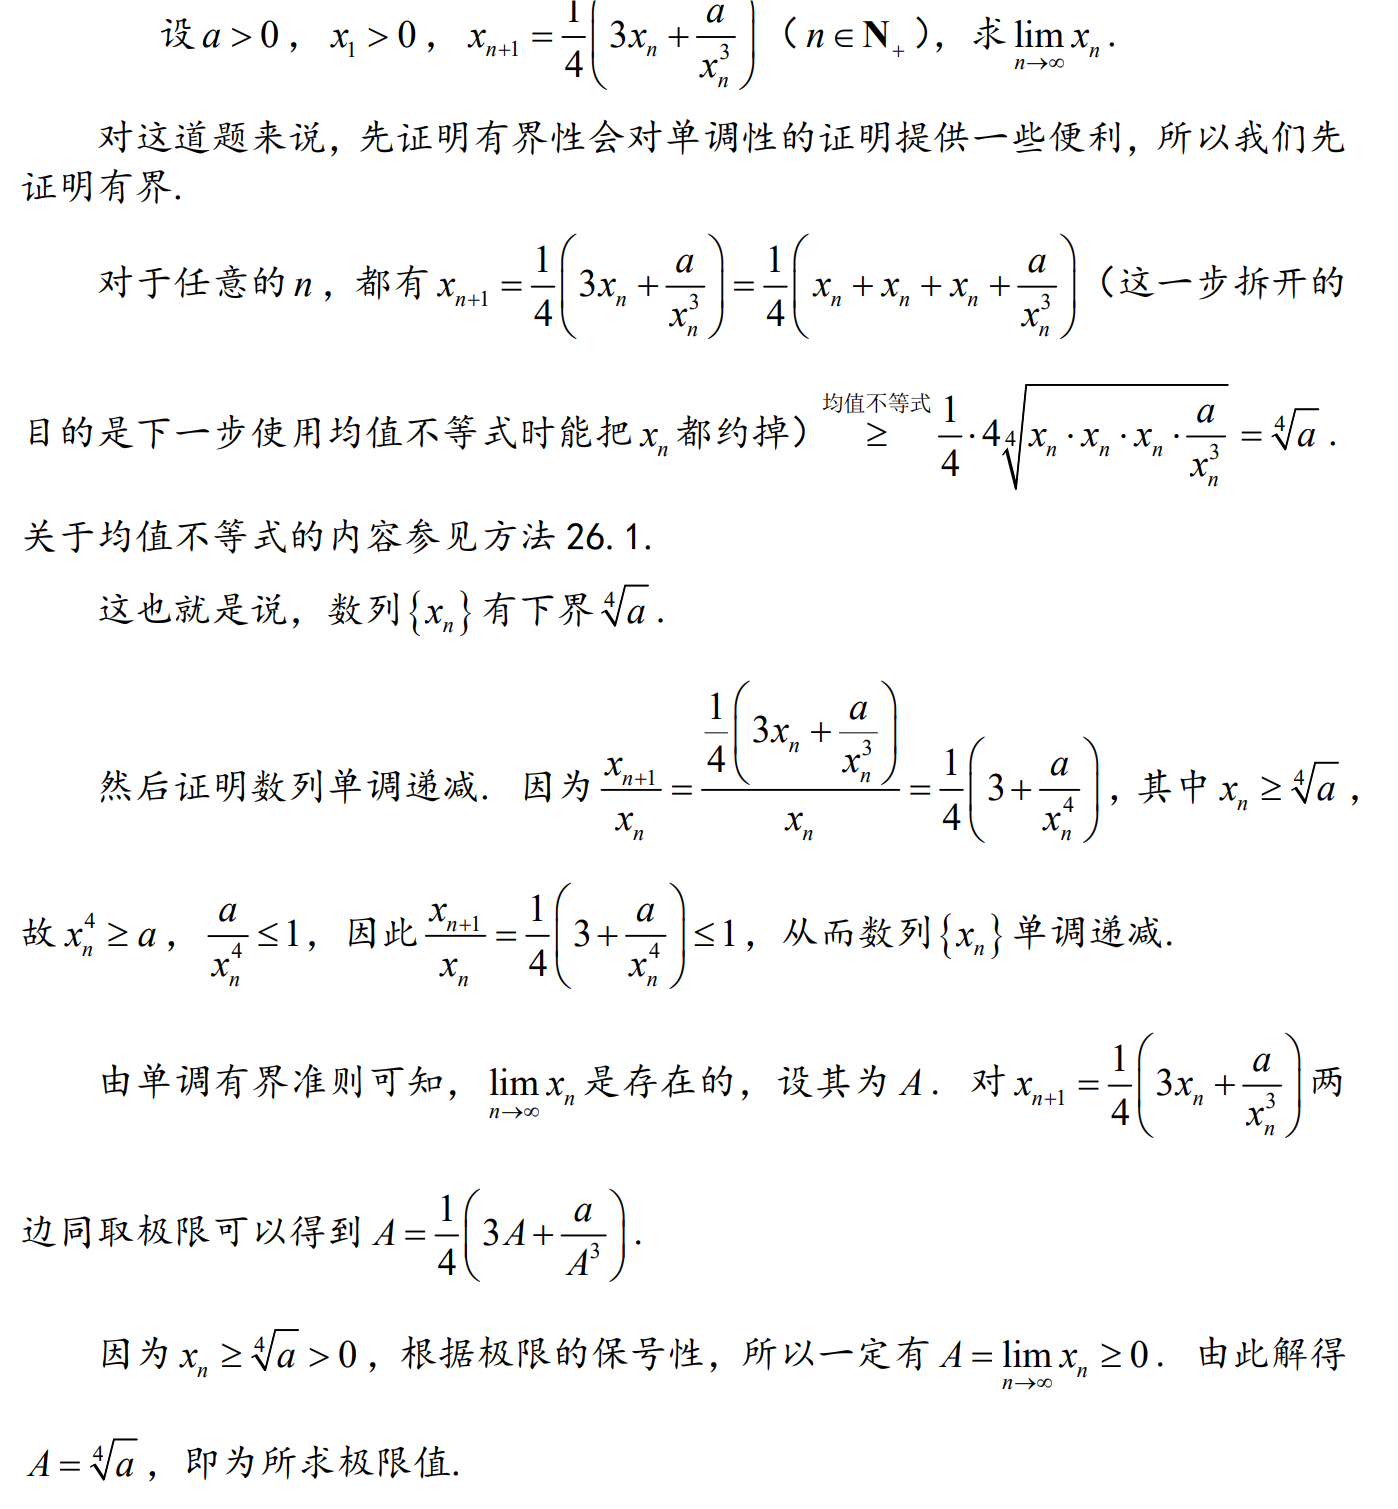 设 $a>0$，$x_1>0$，$x_{n+1}=\frac{1}{4}\left(3x_n+\frac{a}{x_n^3}\right)$（$n\in\mathbf{N}_+$），求 $\lim_{n\to\infty}x_n$.
对这道题来说，先证明有界性会对单调性的证明提供一些便利，所以我们先
证明有界.
对于任意的 $n$，都有 $x_{n+1}=\frac{1}{4}\left(3x_n+\frac{a}{x_n^3}\right)=\frac{1}{4}\left(x_n+x_n+x_n+\frac{a}{x_n^3}\right)$（这一步拆开的
目的是下一步使用均值不等式时能把 $x_n$ 都约掉）$\overset{均值不等式}{\geq}\frac{1}{4}\cdot 4\sqrt[4]{x_n\cdot x_n\cdot x_n\cdot\frac{a}{x_n^3}}=\sqrt[4]{a}$.
关于均值不等式的内容参见方法 26.1.
这也就是说，数列 $\{x_n\}$ 有下界 $\sqrt[4]{a}$.
然后证明数列单调递减. 因为 $\frac{x_{n+1}}{x_n}=\frac{\frac{1}{4}\left(3x_n+\frac{a}{x_n^3}\right)}{x_n}=\frac{1}{4}\left(3+\frac{a}{x_n^4}\right)$，其中 $x_n\geq\sqrt[4]{a}$，
故 $x_n^4\geq a$，$\frac{a}{x_n^4}\leq 1$，因此 $\frac{x_{n+1}}{x_n}=\frac{1}{4}\left(3+\frac{a}{x_n^4}\right)\leq 1$，从而数列 $\{x_n\}$ 单调递减.
由单调有界准则可知，$\lim_{n\to\infty}x_n$ 是存在的，设其为 $A$. 对 $x_{n+1}=\frac{1}{4}\left(3x_n+\frac{a}{x_n^3}\right)$ 两
边同取极限可以得到 $A=\frac{1}{4}\left(3A+\frac{a}{A^3}\right)$.
因为 $x_n\geq\sqrt[4]{a}>0$，根据极限的保号性，所以一定有 $A=\lim_{n\to\infty}x_n\geq 0$. 由此解得
$A=\sqrt[4]{a}$，即为所求极限值.